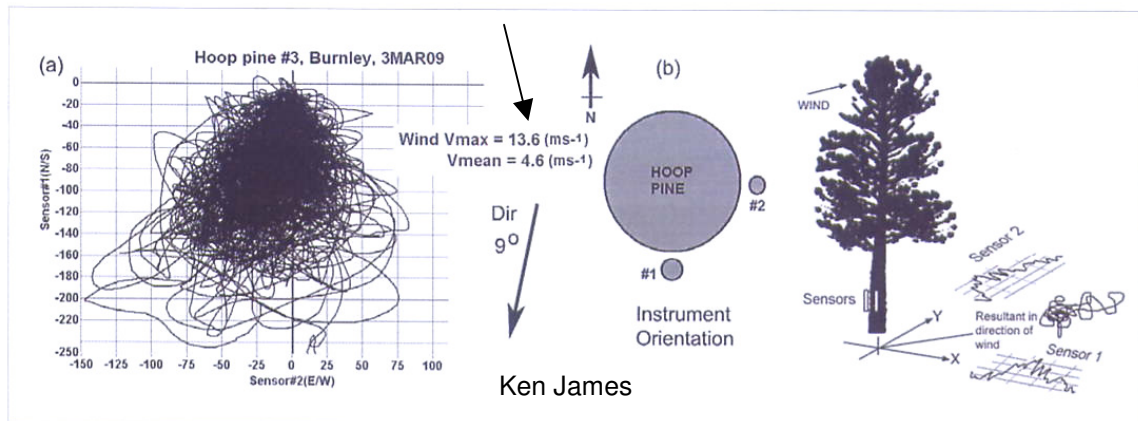 (a)
Hoop pine #3, Burnley, 3MAR09
0
-20
-40
-60
-80
-100
-120
-140
-160
-180
-200
-220
-250
Sensor#1(N/S)
-150 -125 -100 -75 -50 -25 0 25 50 75 100
Sensor#2(E/W)
Wind Vmax = 13.6 (ms-1)
Vmean = 4.6 (ms-1)
Dir
9o
Ken James
(b)
N
HOOP
PINE
#2
#1
Instrument
Orientation
WIND
Sensors
Sensor 2
Y
Resultant in
direction of
wind
X
Sensor 1